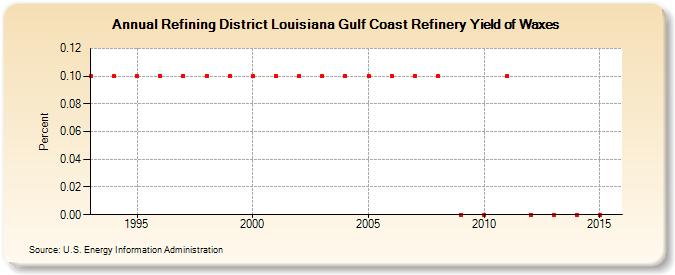 Annual Refining District Louisiana Gulf Coast Refinery Yield of Waxes
Percent
0.12
0.10
0.08
0.06
0.04
0.02
0.00
1995 2000 2005 2010 2015
Source: U.S. Energy Information Administration